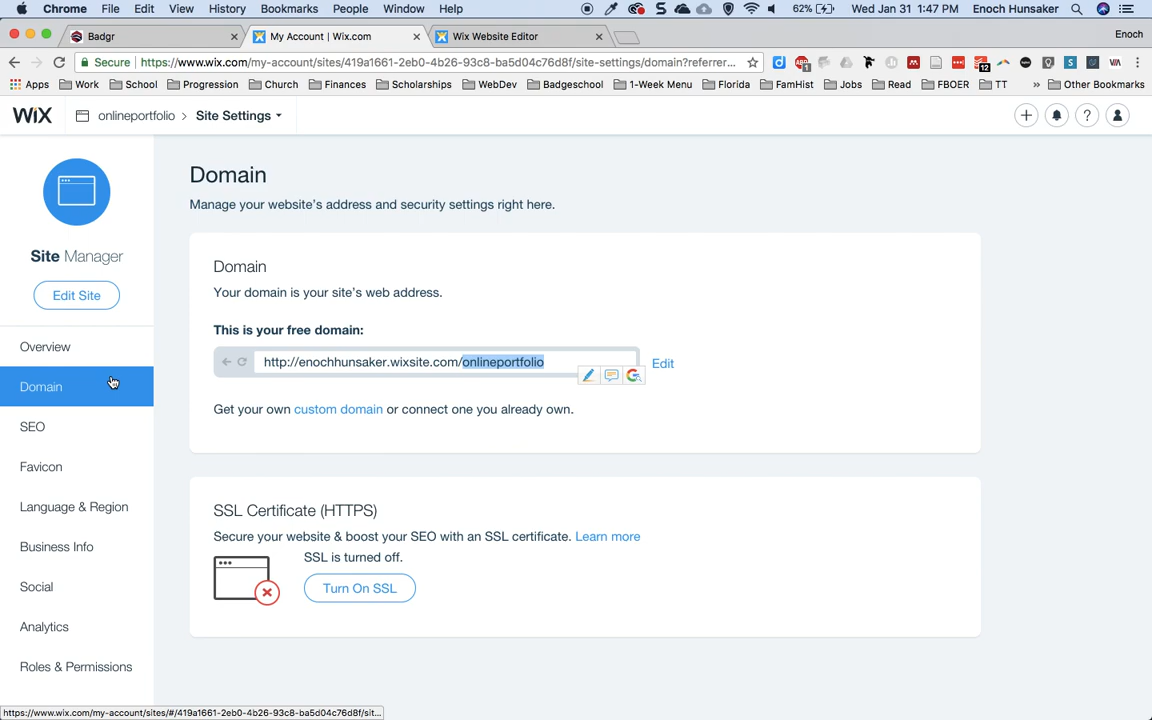 Chrome File Edit View History Bookmarks People Window Help 62% Wed Jan 31 1:47 PM Enoch Hunsaker
Badgr My Account | Wix.com Wix Website Editor Enoch
Secure https://www.wix.com/my-account/sites/419a1661-2eb0-4b26-93c8-ba5d04c76d8f/site-settings/domain?referrer...
Apps Work School Progression Church Finances Scholarships WebDev Badgeschool 1-Week Menu Florida FamHist Jobs Read FBOER TT » Other Bookmarks
WiX onlineportfolio > Site Settings
Site Manager
Edit Site
Overview
Domain
SEO
Favicon
Language & Region
Business Info
Social
Analytics
Roles & Permissions
Domain
Manage your website's address and security settings right here.
Domain
Your domain is your site's web address.
This is your free domain:
http://enochhunsaker.wixsite.com/onlineportfolio Edit
Get your own custom domain or connect one you already own.
SSL Certificate (HTTPS)
Secure your website & boost your SEO with an SSL certificate. Learn more
SSL is turned off.
Turn On SSL
https://www.wix.com/my-account/sites/#/419a1661-2eb0-4b26-93c8-ba5d04c76d8f/sit...